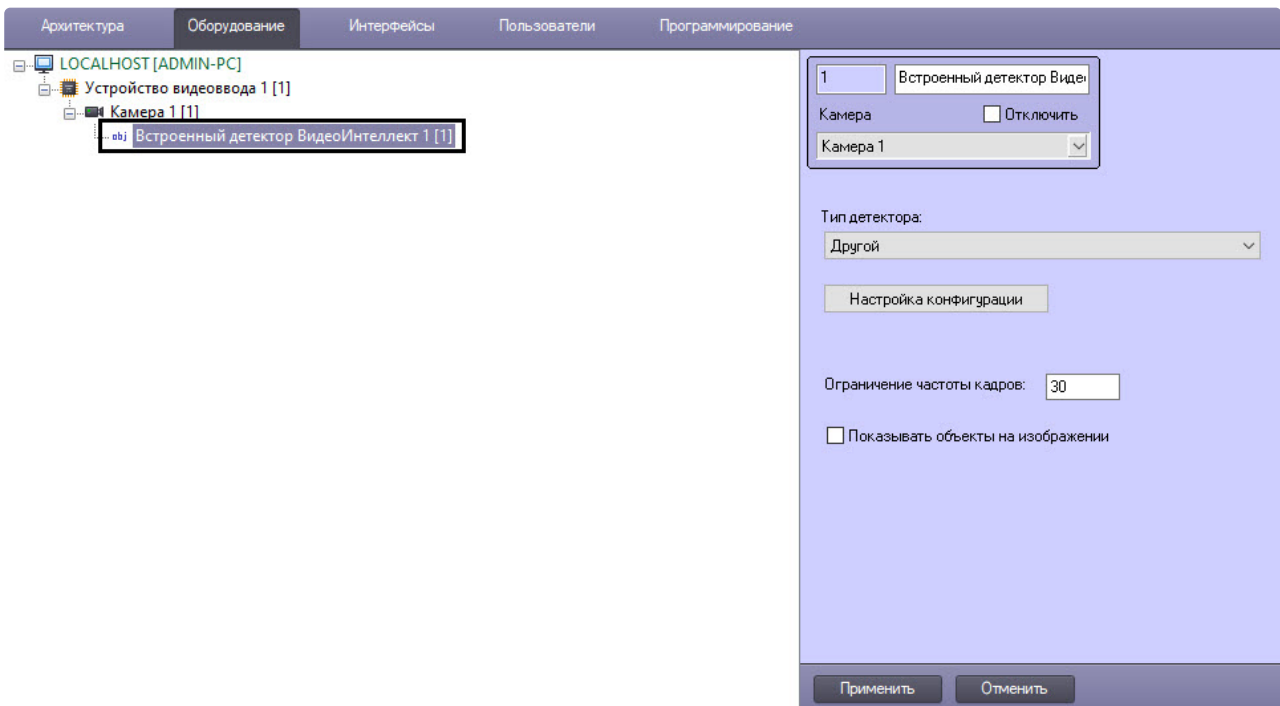 Архитектура Оборудование Интерфейсы Пользователи Программирование
LOCALHOST [ADMIN-PC]
Устройство видеоввода 1 [1]
Камера 1 [1]
obj Встроенный детектор ВидеоИнтеллект 1 [1]
1 Встроенный детектор Виде
Камера Отключить
Камера 1
Тип детектора:
Другой
Настройка конфигурации
Ограничение частоты кадров: 30
Показывать объекты на изображении
Применить Отменить